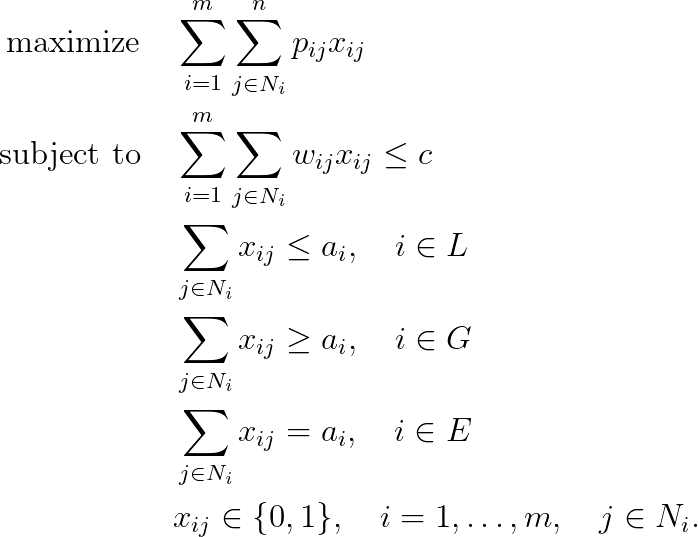 maximize $\sum_{i=1}^{m} \sum_{j \in N_i}^{n} p_{ij} x_{ij}$
subject to $\sum_{i=1}^{m} \sum_{j \in N_i} w_{ij} x_{ij} \leq c$
$\sum_{j \in N_i} x_{ij} \leq a_i, \quad i \in L$
$\sum_{j \in N_i} x_{ij} \geq a_i, \quad i \in G$
$\sum_{j \in N_i} x_{ij} = a_i, \quad i \in E$
$x_{ij} \in \{0, 1\}, \quad i = 1, \ldots, m, \quad j \in N_i.$